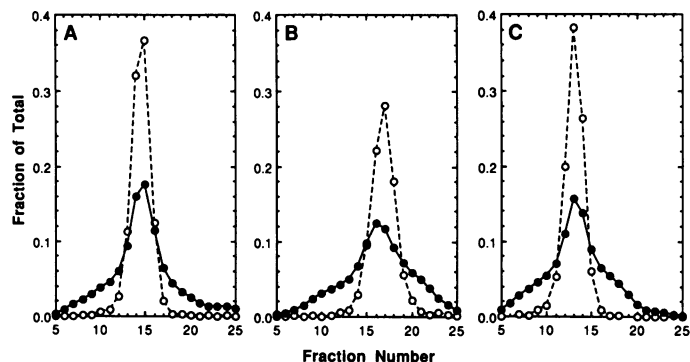 A B C
0.4 0.4 0.4
0.3 0.3 0.3
0.2 0.2 0.2
0.1 0.1 0.1
0.0 0.0 0.0
5 10 15 20 25 5 10 15 20 25 5 10 15 20 25
Fraction of Total
Fraction Number